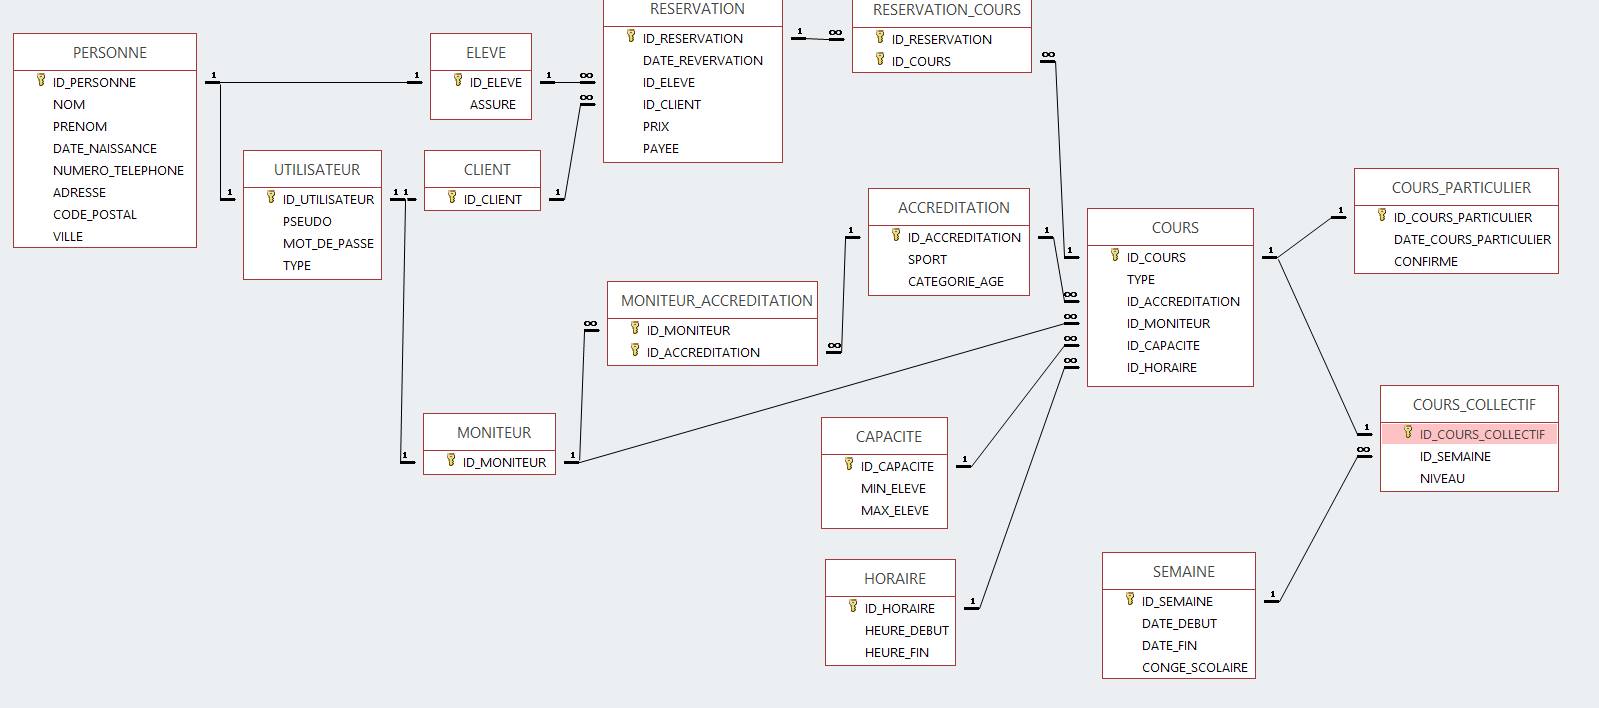 PERSONNE
ID_PERSONNE
NOM
PRENOM
DATE_NAISSANCE
NUMERO_TELEPHONE
ADRESSE
CODE_POSTAL
VILLE
1
1
1
ELEVE
ID_ELEVE
ASSURE
1
∞
∞
UTILISATEUR
ID_UTILISATEUR
PSEUDO
MOT_DE_PASSE
TYPE
1 1
CLIENT
ID_CLIENT
1
RESERVATION
ID_RESERVATION
DATE_REVERVATION
ID_ELEVE
ID_CLIENT
PRIX
PAYEE
1
∞
RESERVATION_COURS
ID_RESERVATION
ID_COURS
∞
ACCREDITATION
ID_ACCREDITATION
SPORT
CATEGORIE_AGE
1
1
MONITEUR_ACCREDITATION
ID_MONITEUR
ID_ACCREDITATION
∞
∞
MONITEUR
ID_MONITEUR
1
1
COURS
ID_COURS
TYPE
ID_ACCREDITATION
ID_MONITEUR
ID_CAPACITE
ID_HORAIRE
1
∞
∞
∞
∞
1
COURS_PARTICULIER
ID_COURS_PARTICULIER
DATE_COURS_PARTICULIER
CONFIRME
1
COURS_COLLECTIF
ID_COURS_COLLECTIF
ID_SEMAINE
NIVEAU
1
∞
CAPACITE
ID_CAPACITE
MIN_ELEVE
MAX_ELEVE
1
HORAIRE
ID_HORAIRE
HEURE_DEBUT
HEURE_FIN
1
SEMAINE
ID_SEMAINE
DATE_DEBUT
DATE_FIN
CONGE_SCOLAIRE
1